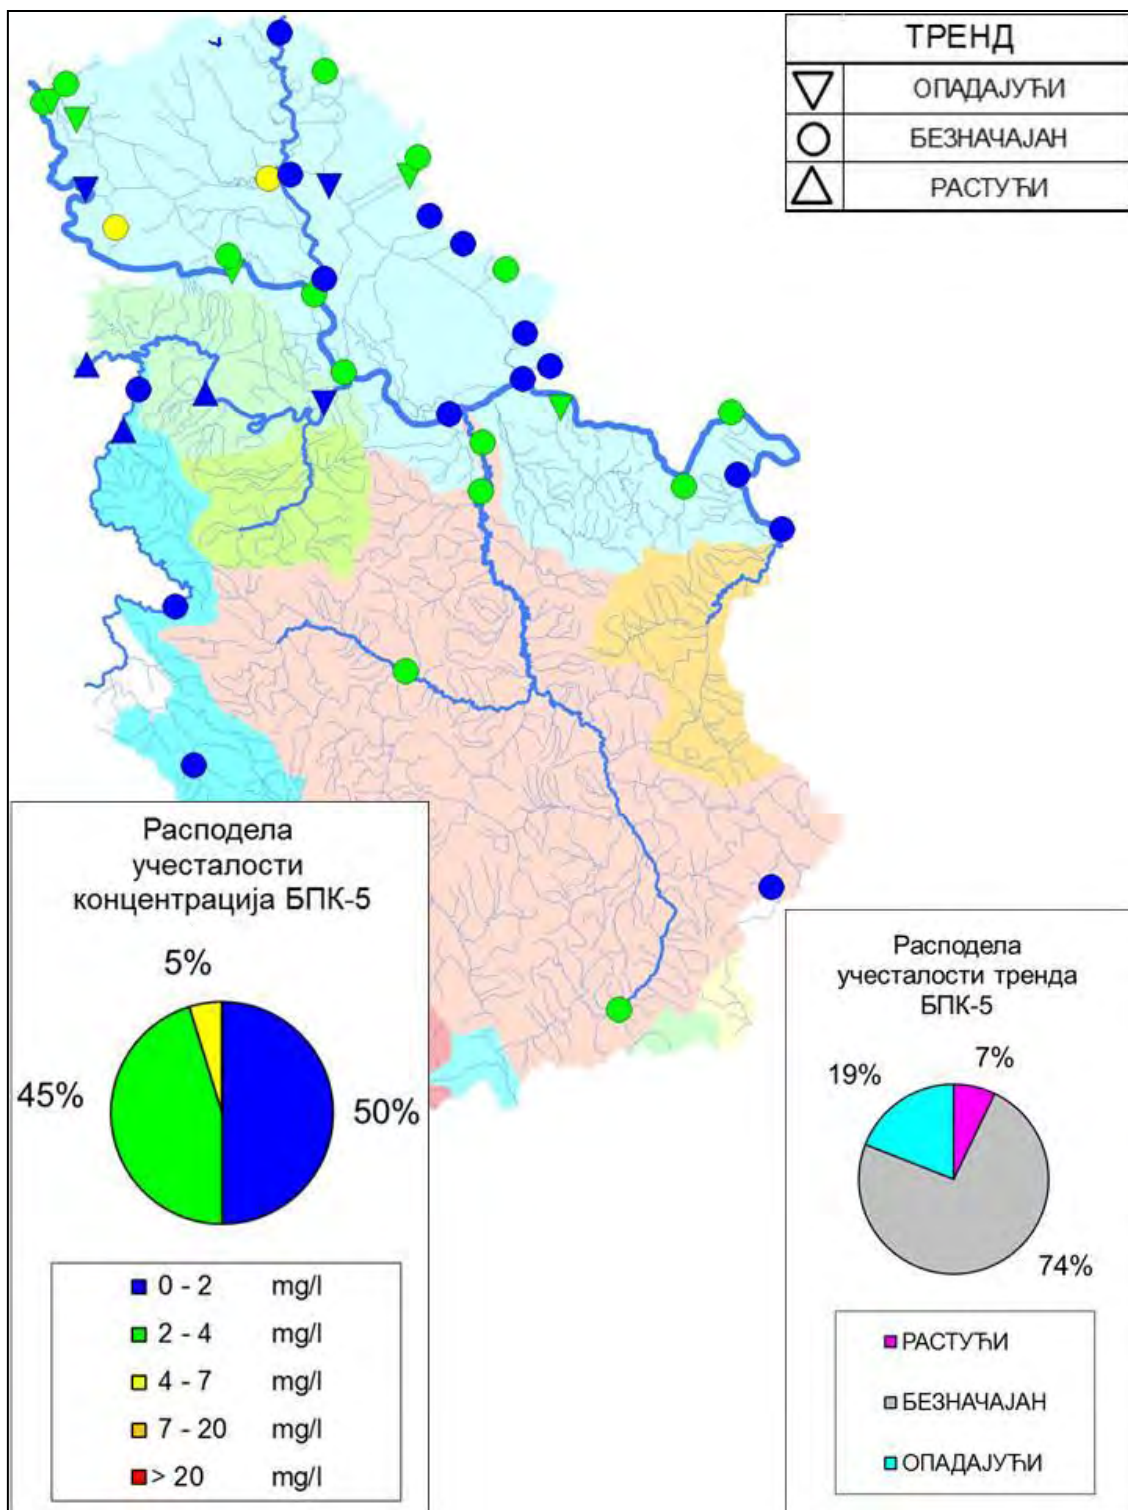 ТРЕНД
ОПАДАЈУЋИ
БЕЗНАЧАЈАН
РАСТУЋИ
Расподела
учесталости
концентрација БПК-5
5%
45%
50%
0 - 2 mg/l
2 - 4 mg/l
4 - 7 mg/l
7 - 20 mg/l
> 20 mg/l
Расподела
учесталости тренда
БПК-5
7%
19%
74%
РАСТУЋИ
БЕЗНАЧАЈАН
ОПАДАЈУЋИ